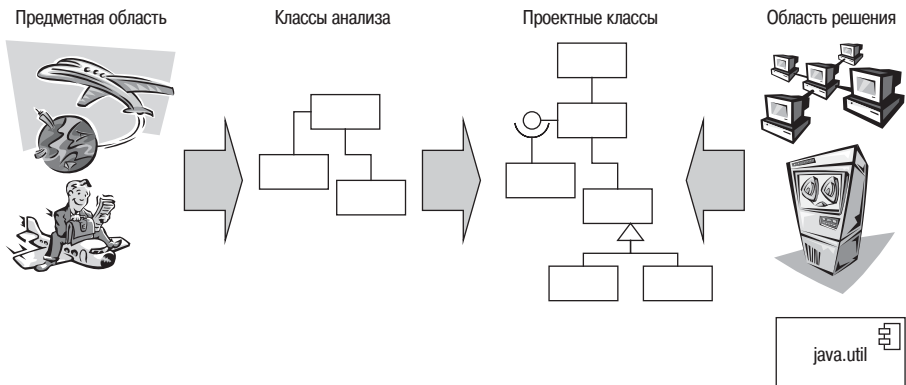 Предметная область
Классы анализа
Проектные классы
Область решения
java.util